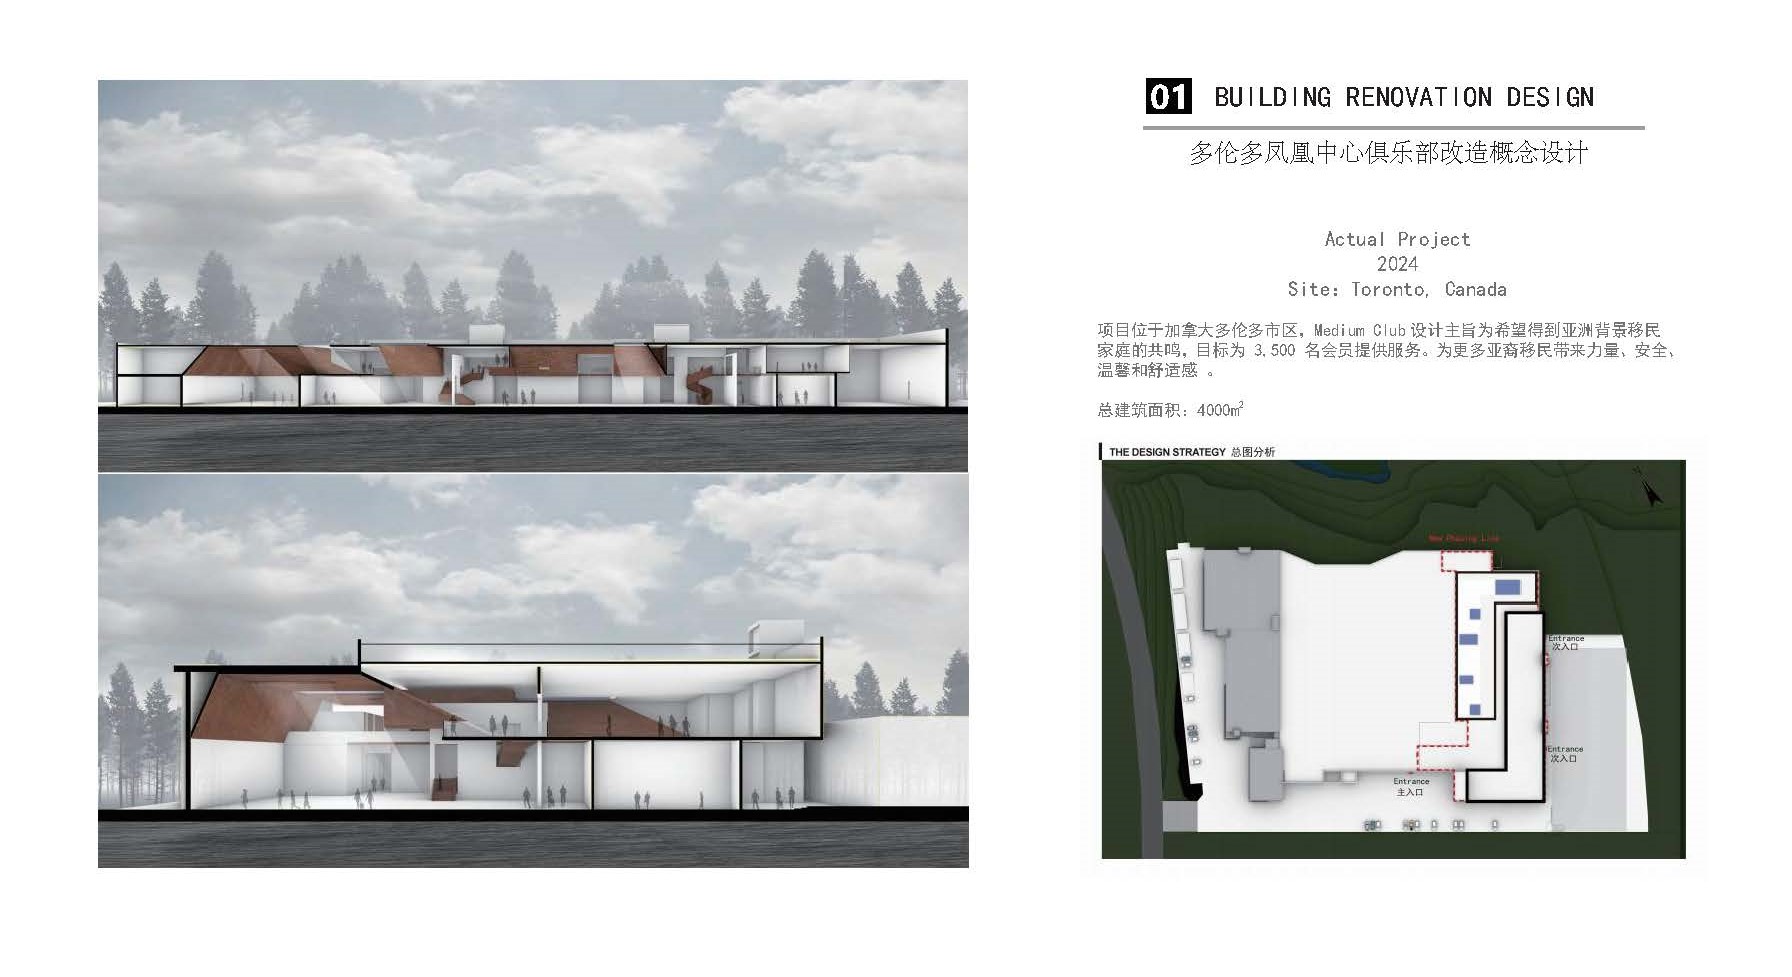 01 BUILDING RENOVATION DESIGN
多伦多凤凰中心俱乐部改造概念设计
Actual Project
2024
Site: Toronto, Canada
项目位于加拿大多伦多市区，Medium Club 设计主旨为希望得到亚洲背景移民
家庭的共鸣，目标为 3,500 名会员提供服务。为更多亚裔移民带来力量、安全、
温馨和舒适感 。
总建筑面积: 4000m²
THE DESIGN STRATEGY 总图分析
New Phasing Line
Entrance
次入口
Entrance
次入口
Entrance
主入口